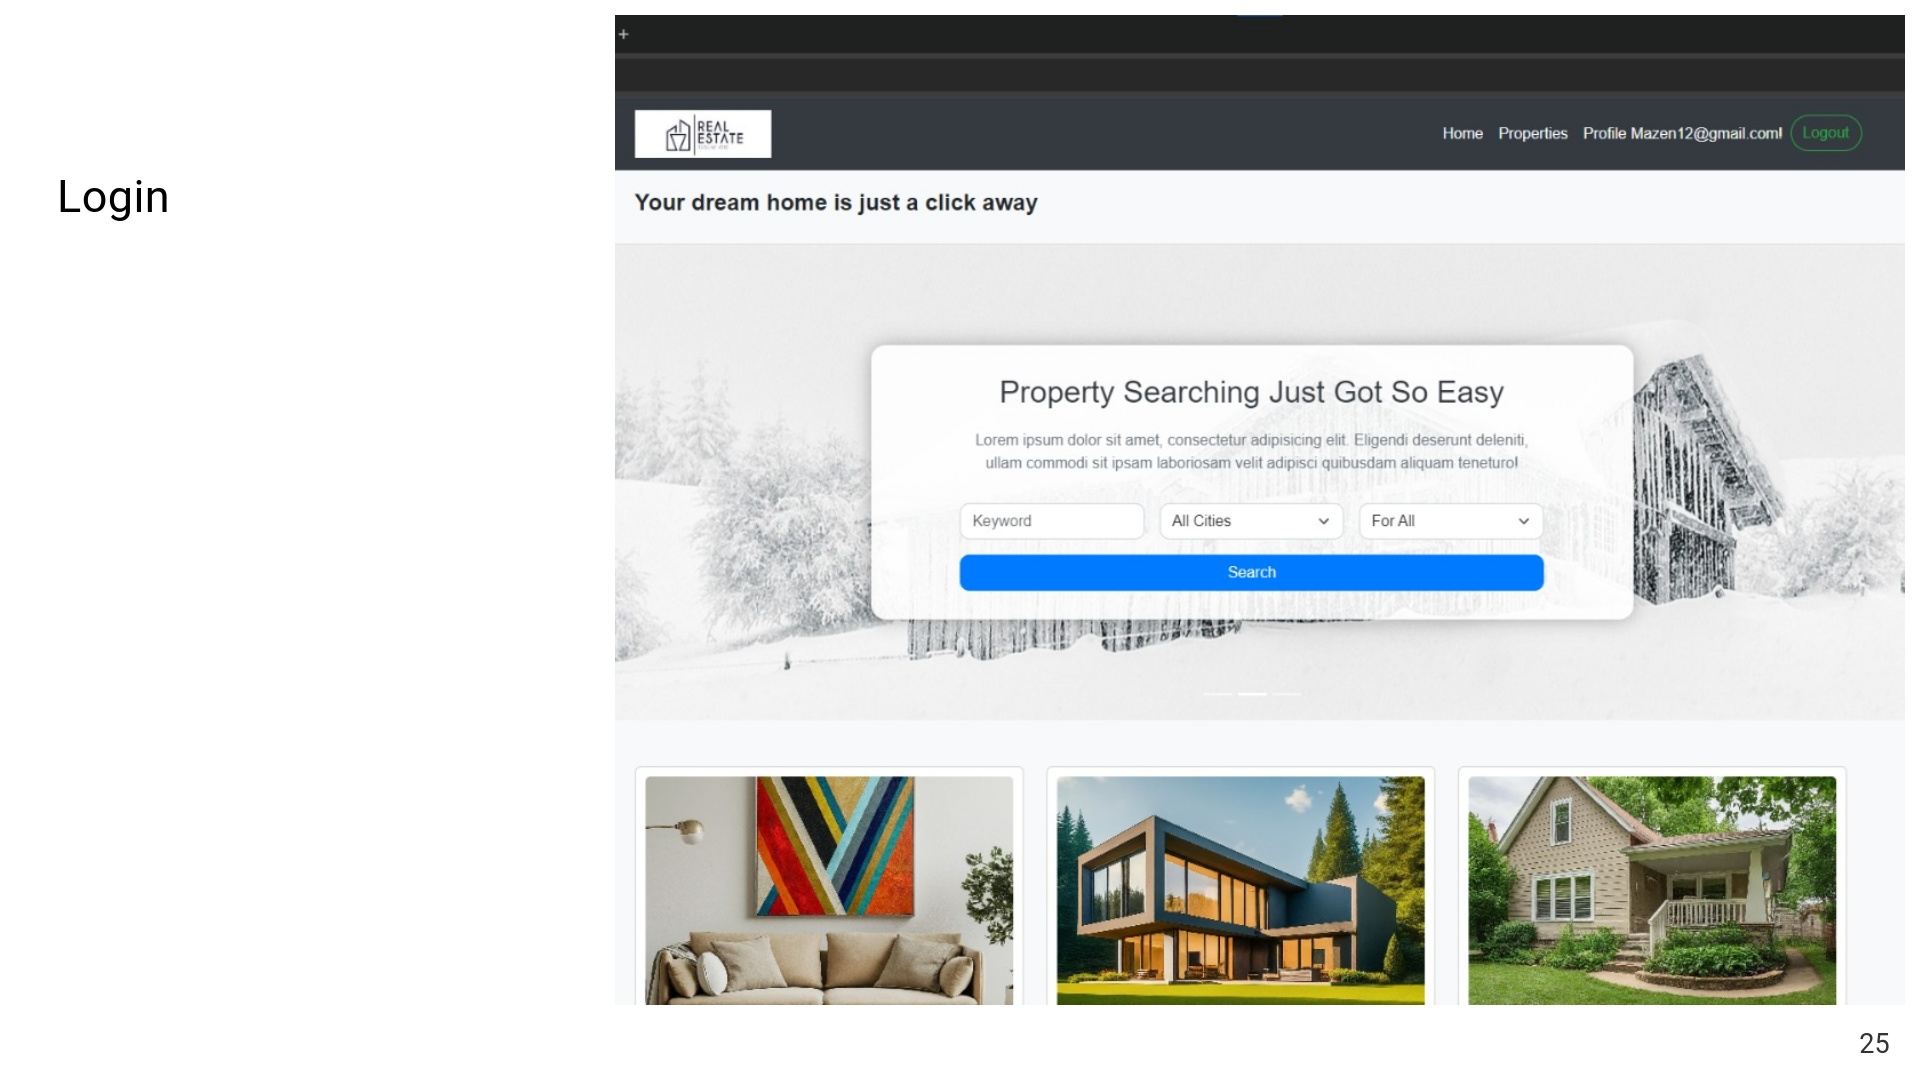 Login
+
REAL
ESTATE
Home Properties Profile Mazen12@gmail.com! Logout
Your dream home is just a click away
Property Searching Just Got So Easy
Lorem ipsum dolor sit amet, consectetur adipisicing elit. Eligendi deserunt deleniti,
ullam commodi sit ipsam laboriosam velit adipisci quibusdam aliquam teneturo!
Keyword All Cities For All
Search
25